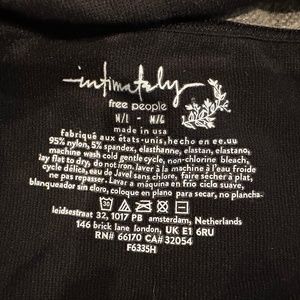 intimately
free people
M/L - M/G
made in usa
fabriqué aux états-unis, hecho en ee.uu
95% nylon, 5% spandex, elasthanne, elastan, elastano,
machine wash cold gentle cycle, non-chlorine bleach,
lay flat to dry, do not iron. laver à la machine à l'eau froide
cycle délica, eau de Javel sans chlore, faire sécher à plat,
ne pas repasser. Lavar a máquina en frio ciclo suave,
blanqueador sin cloro, coloque en plano para secar, no plancha.
30
leidsestraat 32, 1017 PB amsterdam, Netherlands
146 brick lane london, UK E1 6RU
RN# 66170 CA# 32054
F6335H